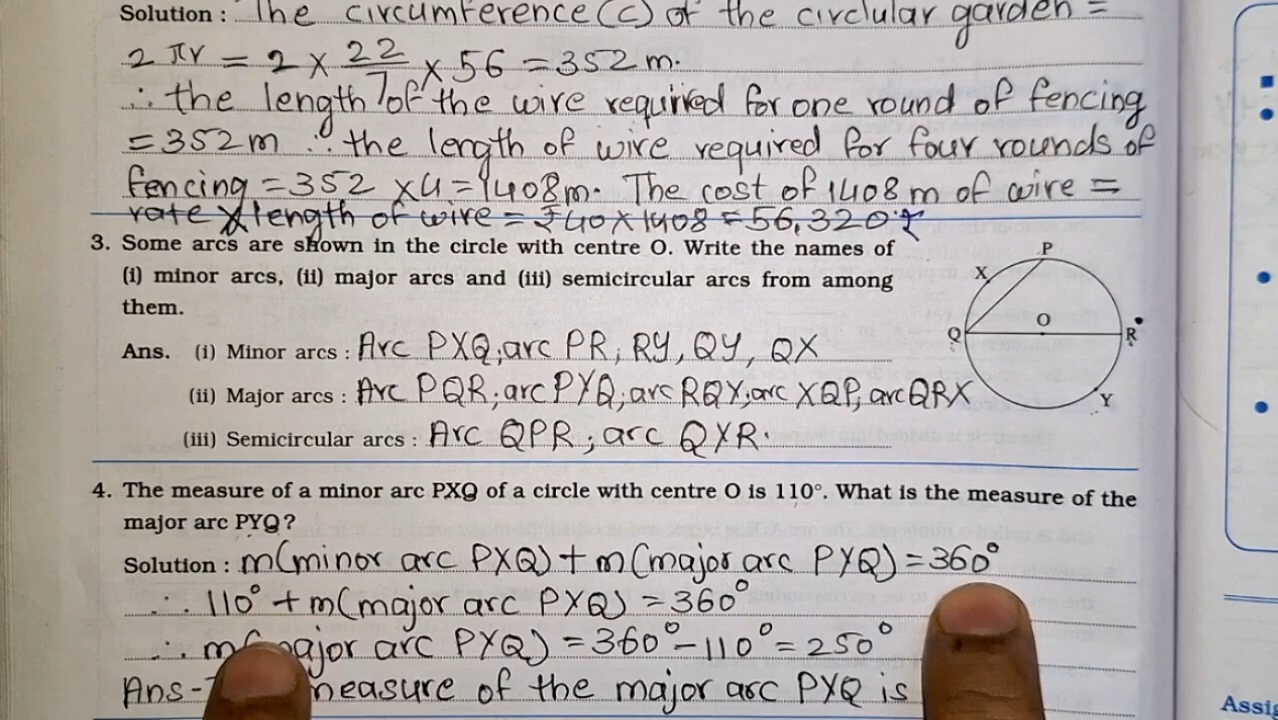 Solution : The circumference (c) of the circlular garden =
2 πr = 2 × 22/7 × 56 = 352 m.
∴ the length of the wire required for one round of fencing
= 352 m ∴ the length of wire required for four rounds of
fencing = 352 × 4 = 1408 m. The cost of 1408 m of wire =
rate × length of wire = ₹40 × 1408 = 56,320 ₹
3. Some arcs are shown in the circle with centre O. Write the names of
(i) minor arcs, (ii) major arcs and (iii) semicircular arcs from among
them.
P
X
O
Q
R
Y
Ans. (i) Minor arcs : Arc PXQ, arc PR, RY, QY, QX
(ii) Major arcs : Arc PQR, arc PYQ, arc RQY, arc XQP, arc QRX
(iii) Semicircular arcs : Arc QPR, arc QYR.
4. The measure of a minor arc PXQ of a circle with centre O is 110°. What is the measure of the
major arc PYQ?
Solution : m(minor arc PXQ) + m(major arc PYQ) = 360°
∴ 110° + m(major arc PYQ) = 360°
∴ m(major arc PYQ) = 360° – 110° = 250°
Ans - measure of the major arc PYQ is